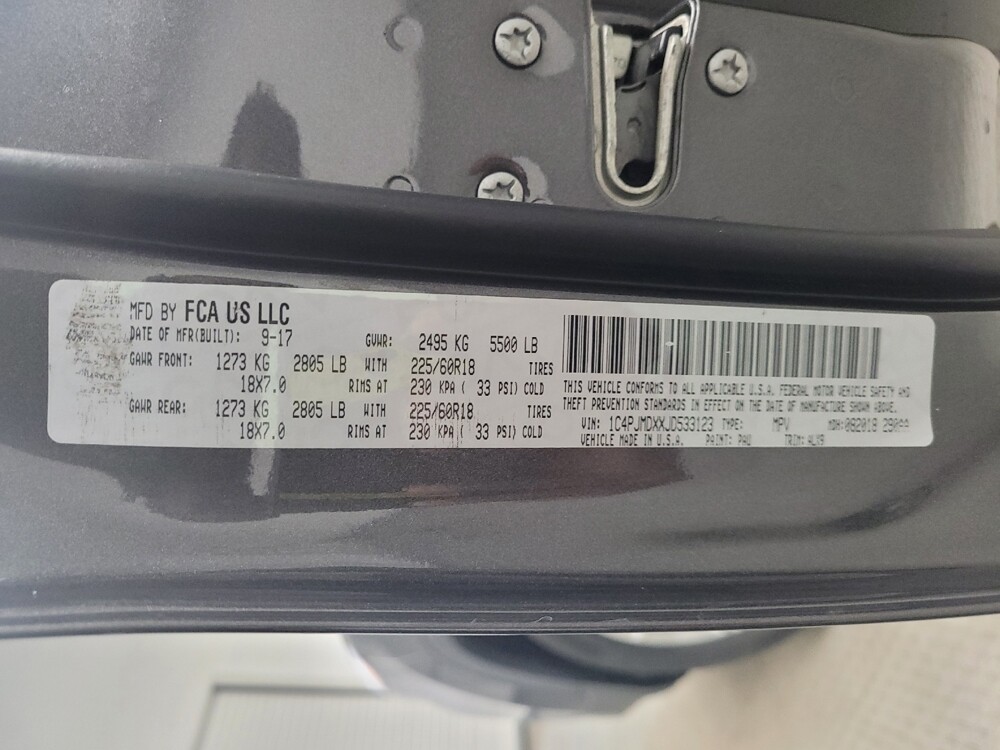 MFD BY FCA US LLC
DATE OF MFR(BUILT): 9-17 GVWR: 2495 KG 5500 LB
GAWR FRONT: 1273 KG 2805 LB WITH 225/60R18 TIRES
18X7.0 RIMS AT 230 KPA ( 33 PSI) COLD
GAWR REAR: 1273 KG 2805 LB WITH 225/60R18 TIRES
18X7.0 RIMS AT 230 KPA ( 33 PSI) COLD
THIS VEHICLE CONFORMS TO ALL APPLICABLE U.S.A. FEDERAL MOTOR VEHICLE SAFETY AND
THEFT PREVENTION STANDARDS IN EFFECT ON THE DATE OF MANUFACTURE SHOWN ABOVE.
VIN: 1C4PJMDXXJD533123 TYPE: MPV MDH: 092018
VEHICLE MADE IN U.S.A. PAINT: PAU TRIM: